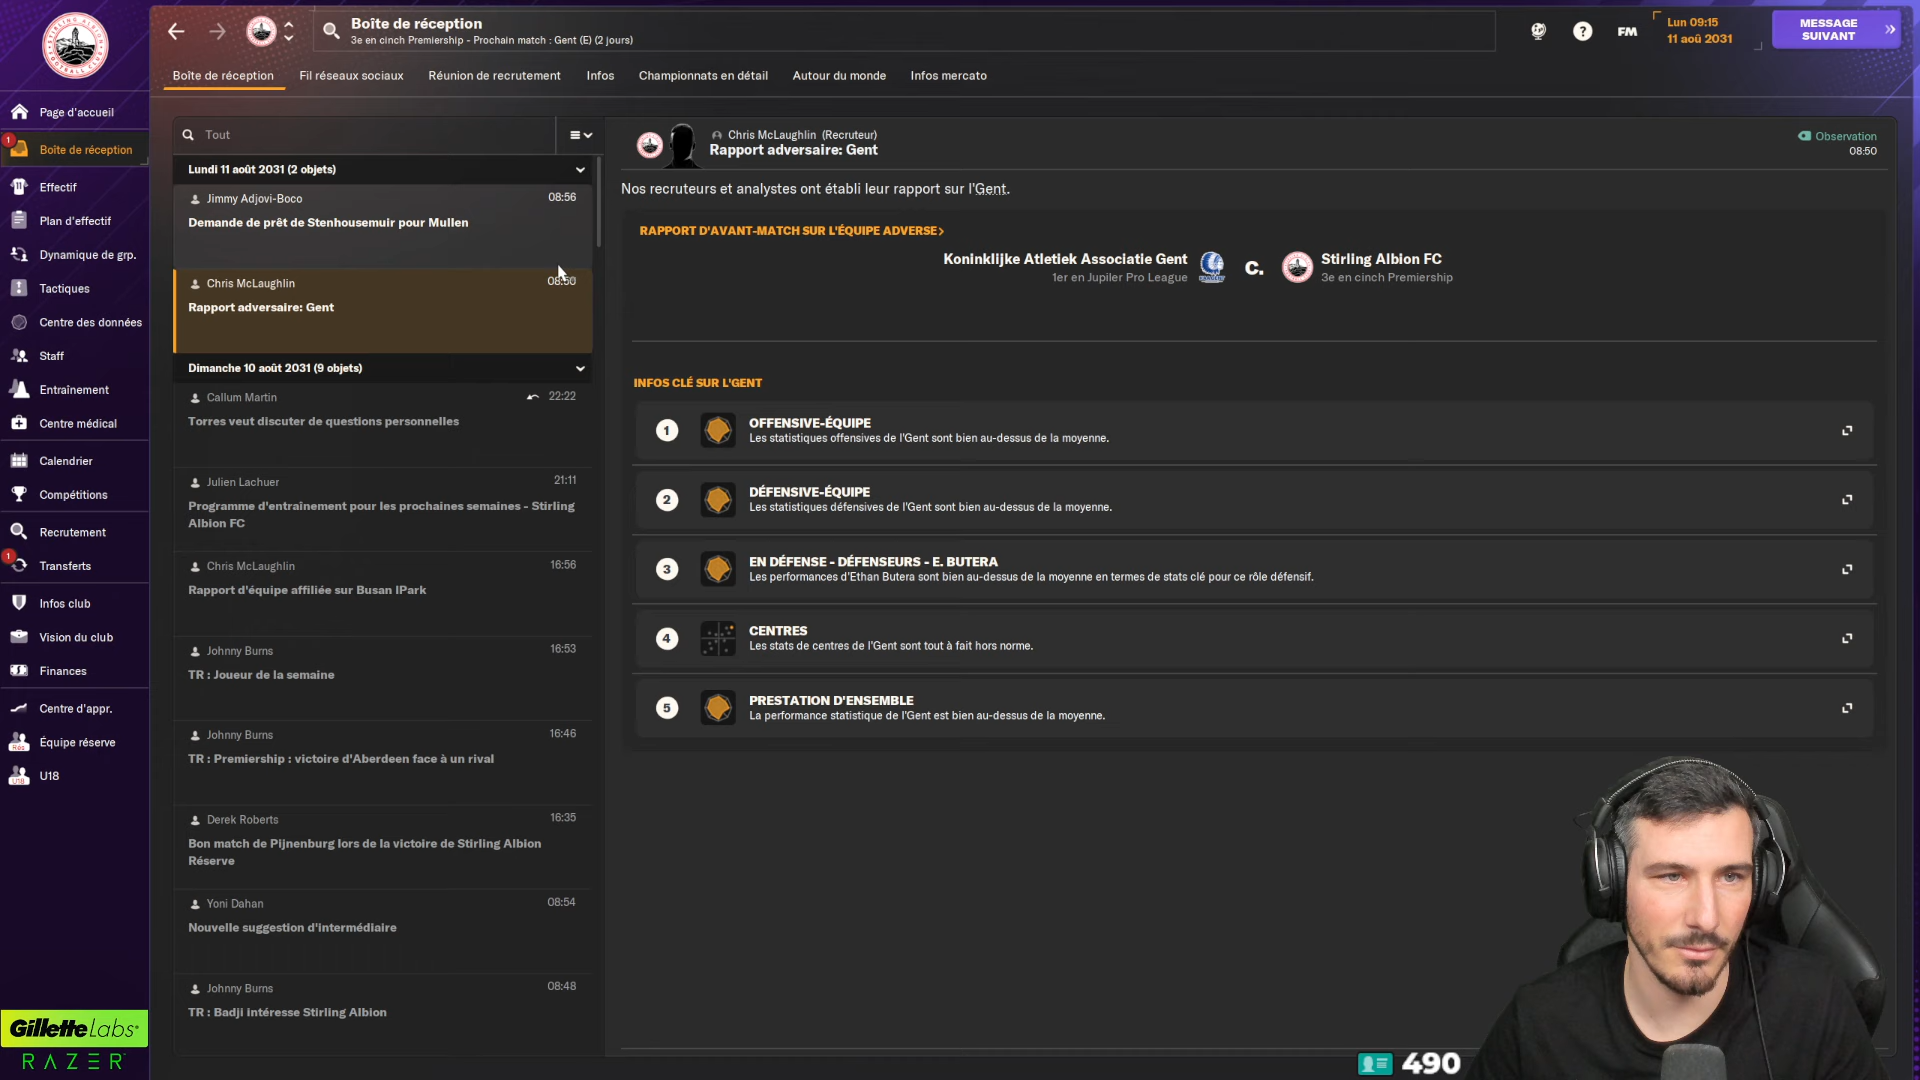 Boîte de réception
3e en cinch Premiership - Prochain match : Gent (E) (2 jours)
FM
Lun 09:15
11 aoû 2031
MESSAGE
SUIVANT
Boîte de réception
Fil réseaux sociaux
Réunion de recrutement
Infos
Championnats en détail
Autour du monde
Infos mercato
Page d'accueil
1
Boîte de réception
Effectif
Plan d'effectif
Dynamique de grp.
Tactiques
Centre des données
Staff
Entraînement
Centre médical
Calendrier
Compétitions
Recrutement
1
Transferts
Infos club
Vision du club
Finances
Centre d'appr.
Équipe réserve
U18
GilletteLabs
RAZER
Tout
Lundi 11 août 2031 (2 objets)
Jimmy Adjovi-Boco
08:56
Demande de prêt de Stenhousemuir pour Mullen
Chris McLaughlin
08:50
Rapport adversaire: Gent
Dimanche 10 août 2031 (9 objets)
Callum Martin
22:22
Torres veut discuter de questions personnelles
Julien Lachuer
21:11
Programme d'entraînement pour les prochaines semaines - Stirling
Albion FC
Chris McLaughlin
16:56
Rapport d'équipe affiliée sur Busan IPark
Johnny Burns
16:53
TR : Joueur de la semaine
Johnny Burns
16:46
TR : Premiership : victoire d'Aberdeen face à un rival
Derek Roberts
16:35
Bon match de Pijnenburg lors de la victoire de Stirling Albion
Réserve
Yoni Dahan
08:54
Nouvelle suggestion d'intermédiaire
Johnny Burns
08:48
TR : Badji intéresse Stirling Albion
Chris McLaughlin (Recruteur)
Rapport adversaire: Gent
Observation
08:50
Nos recruteurs et analystes ont établi leur rapport sur l'Gent.
RAPPORT D'AVANT-MATCH SUR L'ÉQUIPE ADVERSE>
Koninklijke Atletiek Associatie Gent
1er en Jupiler Pro League
C.
Stirling Albion FC
3e en cinch Premiership
INFOS CLÉ SUR L'GENT
1
OFFENSIVE-ÉQUIPE
Les statistiques offensives de l'Gent sont bien au-dessus de la moyenne.
2
DÉFENSIVE-ÉQUIPE
Les statistiques défensives de l'Gent sont bien au-dessus de la moyenne.
3
EN DÉFENSE - DÉFENSEURS - E. BUTERA
Les performances d'Ethan Butera sont bien au-dessus de la moyenne en termes de stats clé pour ce rôle défensif.
4
CENTRES
Les stats de centres de l'Gent sont tout à fait hors norme.
5
PRESTATION D'ENSEMBLE
La performance statistique de l'Gent est bien au-dessus de la moyenne.
490